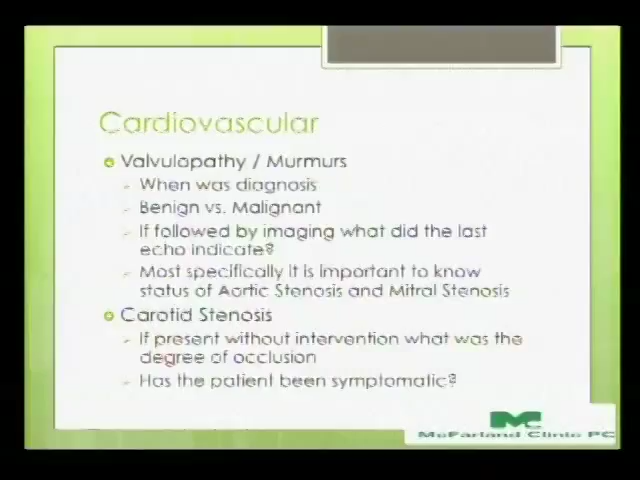 Cardiovascular
Valvulopathy / Murmurs
When was diagnosis
Benign vs. Malignant
If followed by imaging what did the last
echo indicate?
Most specifically it is important to know
status of Aortic Stenosis and Mitral Stenosis
Carotid Stenosis
If present without intervention what was the
degree of occlusion
Has the patient been symptomatic?
Mc
McFarland Clinic PC